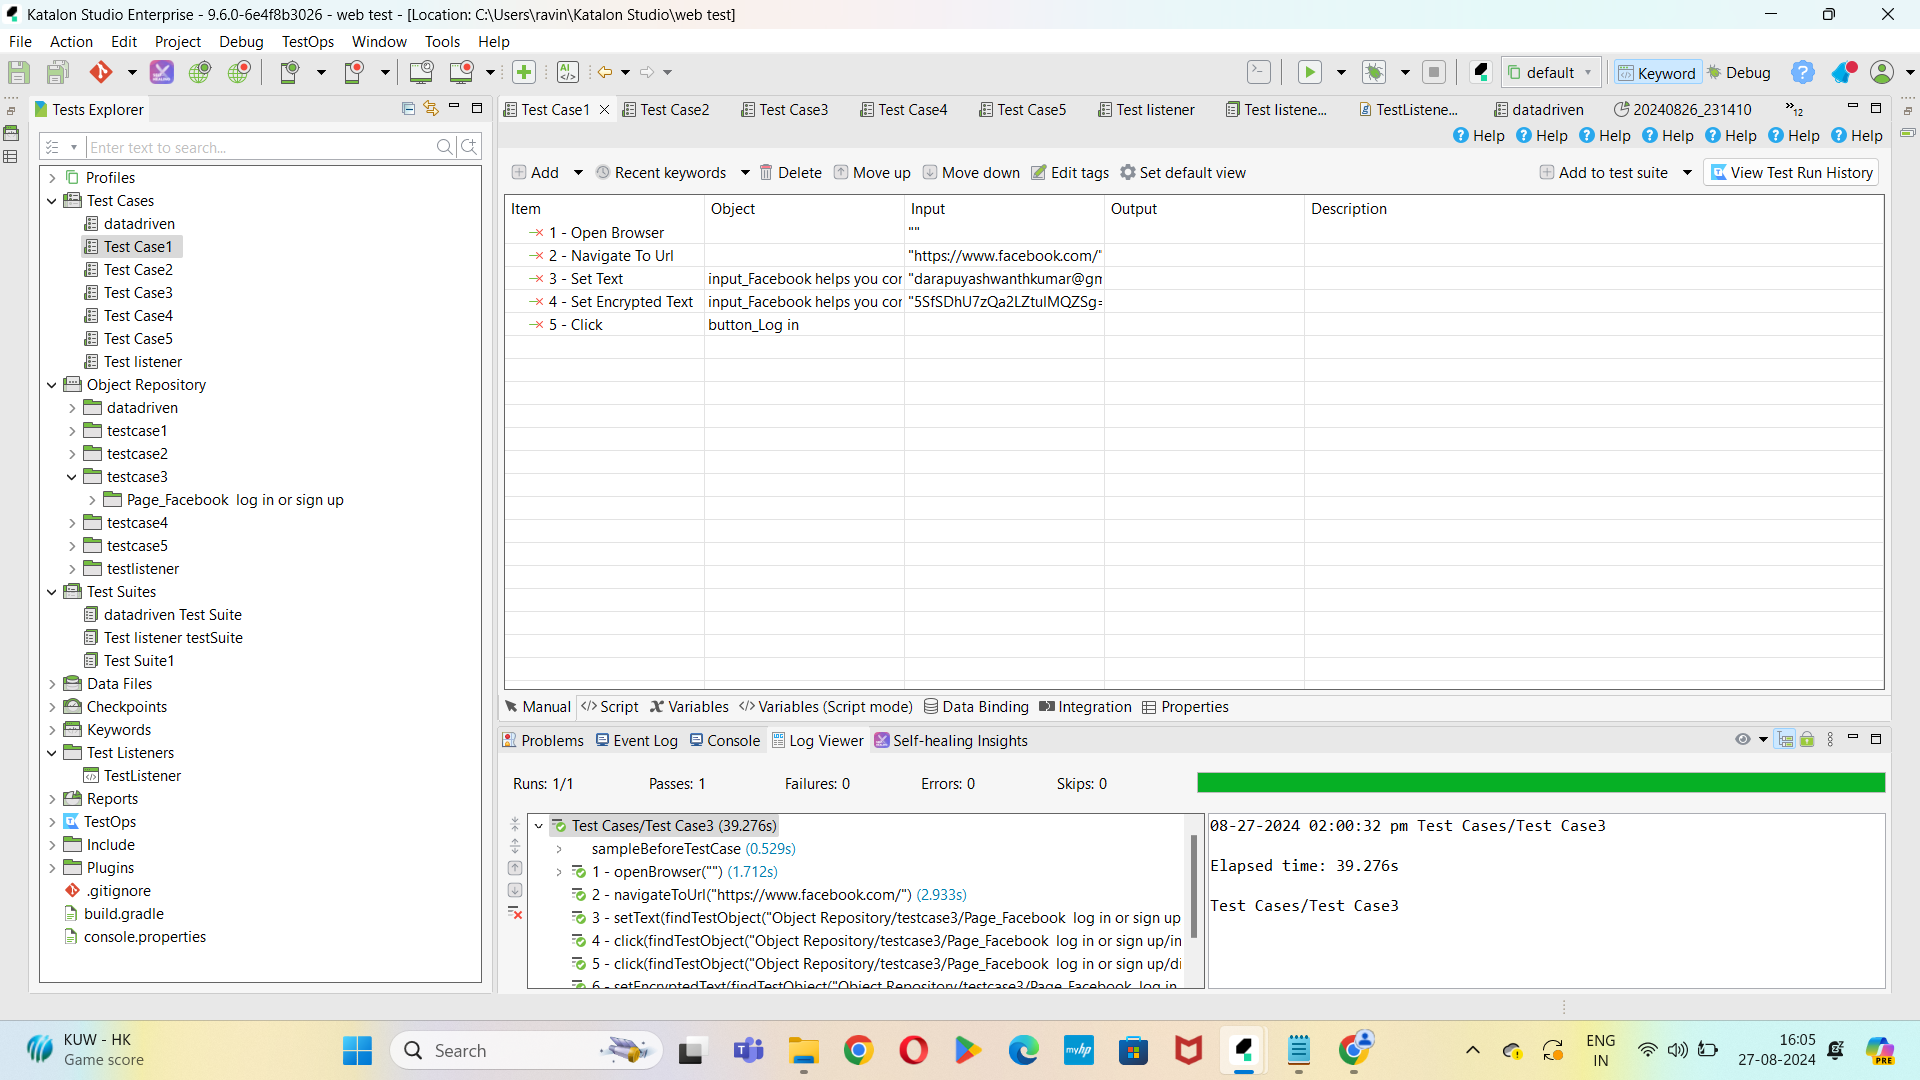 Katalon Studio Enterprise - 9.6.0-6e4f8b3026 - web test - [Location: C:\Users\ravin\Katalon Studio\web test]
File Action Edit Project Debug TestOps Window Tools Help
default Keyword Debug
Tests Explorer
Enter text to search...
Profiles
Test Cases
datadriven
Test Case1
Test Case2
Test Case3
Test Case4
Test Case5
Test listener
Object Repository
datadriven
testcase1
testcase2
testcase3
Page_Facebook log in or sign up
testcase4
testcase5
testlistener
Test Suites
datadriven Test Suite
Test listener testSuite
Test Suite1
Data Files
Checkpoints
Keywords
Test Listeners
TestListener
Reports
TestOps
Include
Plugins
.gitignore
build.gradle
console.properties
Test Case1 Test Case2 Test Case3 Test Case4 Test Case5 Test listener Test listene... TestListene... datadriven 20240826_231410 »12
Help Help Help Help Help Help Help
Add Recent keywords Delete Move up Move down Edit tags Set default view Add to test suite View Test Run History
Item Object Input Output Description
1 - Open Browser ""
2 - Navigate To Url "https://www.facebook.com/"
3 - Set Text input_Facebook helps you cor "darapuyashwanthkumar@gm
4 - Set Encrypted Text input_Facebook helps you cor "5SfSDhU7zQa2LZtulMQZSg=
5 - Click button_Log in
Manual </> Script Variables </> Variables (Script mode) Data Binding Integration Properties
Problems Event Log Console Log Viewer Self-healing Insights
Runs: 1/1 Passes: 1 Failures: 0 Errors: 0 Skips: 0
Test Cases/Test Case3 (39.276s)
sampleBeforeTestCase (0.529s)
1 - openBrowser("") (1.712s)
2 - navigateToUrl("https://www.facebook.com/") (2.933s)
3 - setText(findTestObject("Object Repository/testcase3/Page_Facebook log in or sign up
4 - click(findTestObject("Object Repository/testcase3/Page_Facebook log in or sign up/in
5 - click(findTestObject("Object Repository/testcase3/Page_Facebook log in or sign up/di
6 - setEncryptedText(findTestObject("Object Repository/testcase3/Page_Facebook log in
08-27-2024 02:00:32 pm Test Cases/Test Case3
Elapsed time: 39.276s
Test Cases/Test Case3
KUW - HK
Game score
Search
myhp
ENG
IN
16:05
27-08-2024
PRE